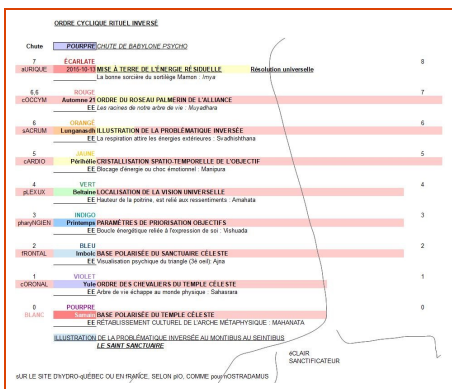 ORDRE CYCLIQUE RITUEL INVERSÉ
Chute POURPRE CHUTE DE BABYLONE PSYCHO
7 ÉCARLATE 8
aURIQUE 2015-10-13 MISE À TERRE DE L'ÉNERGIE RÉSIDUELLE Résolution universelle
La bonne sorcière du sortilège Mamon : Imya
6,6 ROUGE 7
cOCCYM Automne 21 ORDRE DU ROSEAU PALMERIN DE L'ALLIANCE
EE Les racines de notre arbre de vie : Muyadhara
6 ORANGÉ 6
sACRUM Lunganasdh ILLUSTRATION DE LA PROBLÉMATIQUE INVERSÉE
EE La respiration attire les énergies extérieures : Svadhishthana
5 JAUNE 5
cARDIO Périhélie CRISTALLISATION SPATIO-TEMPORELLE DE L'OBJECTIF
EE Blocage d'énergie ou choc émotionnel : Manipura
4 VERT 4
pLEXUX Beltaine LOCALISATION DE LA VISION UNIVERSELLE
EE Hauteur de la poitrine, est relié aux ressentiments : Amahata
3 INDIGO 3
pharyNGIEN Printemps PARAMÈTRES DE PRIORISATION OBJECTIFS
EE Boucle énergétique reliée à l'expression de soi : Vishuada
2 BLEU 2
fRONTAL Imbolc BASE POLARISÉE DU SANCTUAIRE CÉLESTE
EE Visualisation psychique du triangle (3è oeil) : Ajna
1 VIOLET 1
cORONAL Yule ORDRE DES CHEVALIERS DU TEMPLE CÉLESTE
EE Arbre de vie échappe au monde physique : Sahasrara
0 POURPRE 0
BLANC Samain BASE POLARISÉE DU TEMPLE CÉLESTE
EE RÉTABLISSEMENT CULTUREL DE L'ARCHE MÉTAPHYSIQUE : MAHANATA
ILLUSTRATION DE LA PROBLÉMATIQUE INVERSÉE AU MONTIBUS AU SEINTIBUS
LE SAINT SANCTUAIRE
éCLAIR
SANCTIFICATEUR
sUR LE SITE D'hYDRO-qUÉBEC OU EN fRANCE, SELON pIO, COMME pour nOSTRADAMUS